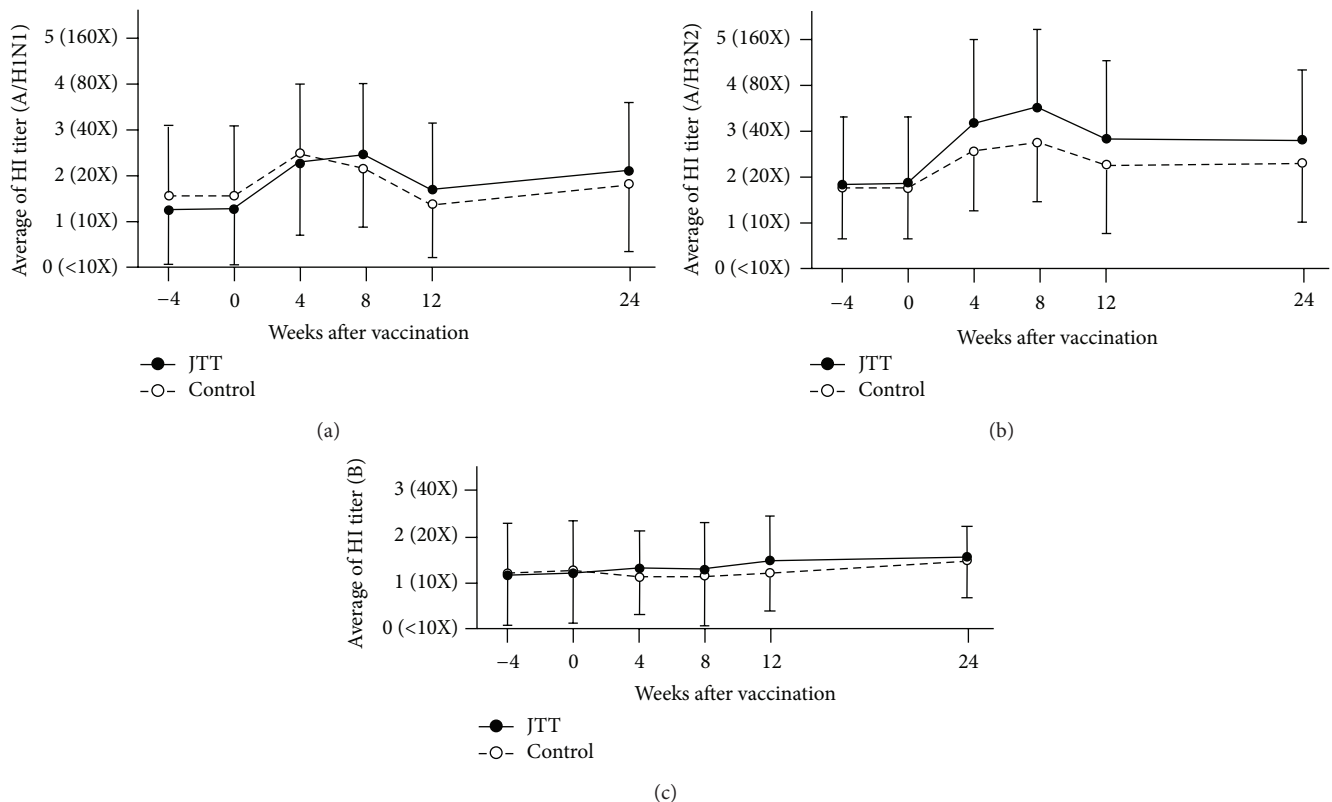 Average of HI titer (A/H1N1)
5 (160X)
4 (80X)
3 (40X)
2 (20X)
1 (10X)
0 (<10X)
−4 0 4 8 12 24
Weeks after vaccination
JTT
Control
(a)
Average of HI titer (A/H3N2)
5 (160X)
4 (80X)
3 (40X)
2 (20X)
1 (10X)
0 (<10X)
−4 0 4 8 12 24
Weeks after vaccination
JTT
Control
(b)
Average of HI titer (B)
3 (40X)
2 (20X)
1 (10X)
0 (<10X)
−4 0 4 8 12 24
Weeks after vaccination
JTT
Control
(c)